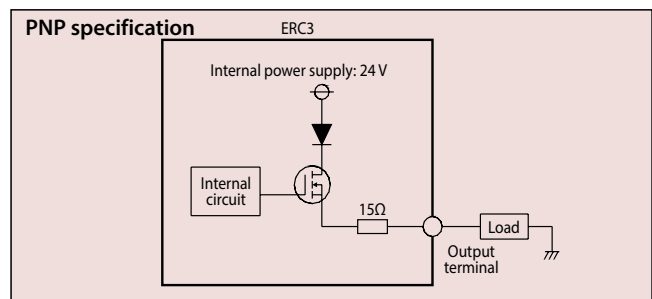 PNP specification
ERC3
Internal power supply: 24 V
Internal
circuit
15Ω
Load
Output
terminal